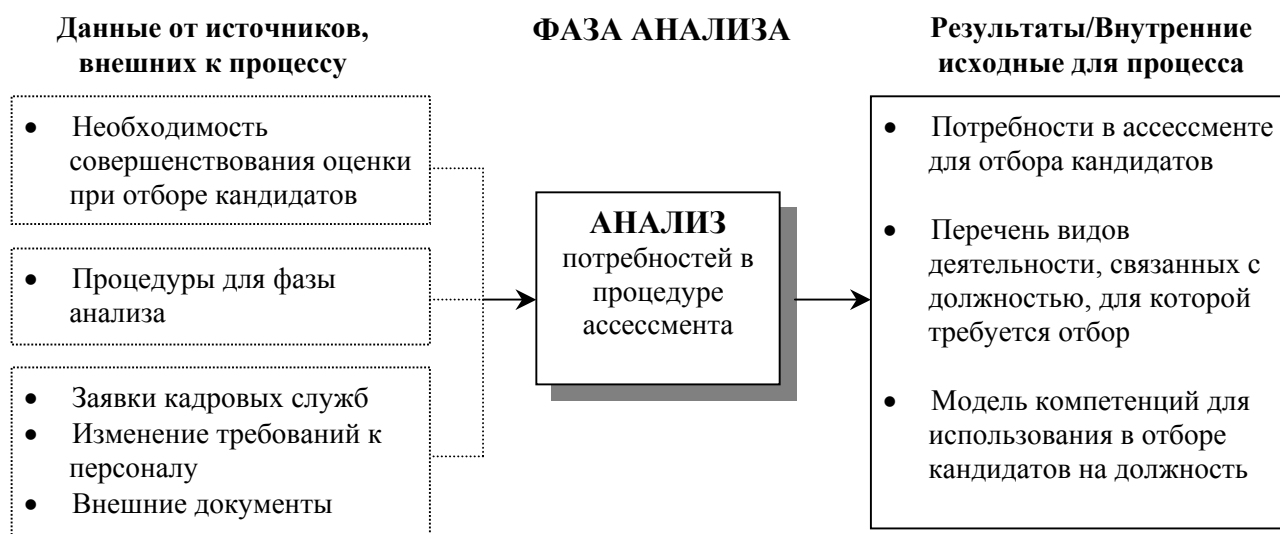 Данные от источников,
внешних к процессу
ФАЗА АНАЛИЗА
Результаты/Внутренние
исходные для процесса
• Необходимость
совершенствования оценки
при отборе кандидатов
• Процедуры для фазы
анализа
• Заявки кадровых служб
• Изменение требований к
персоналу
• Внешние документы
АНАЛИЗ
потребностей в
процедуре
ассессмента
• Потребности в ассессменте
для отбора кандидатов
• Перечень видов
деятельности, связанных с
должностью, для которой
требуется отбор
• Модель компетенций для
использования в отборе
кандидатов на должность